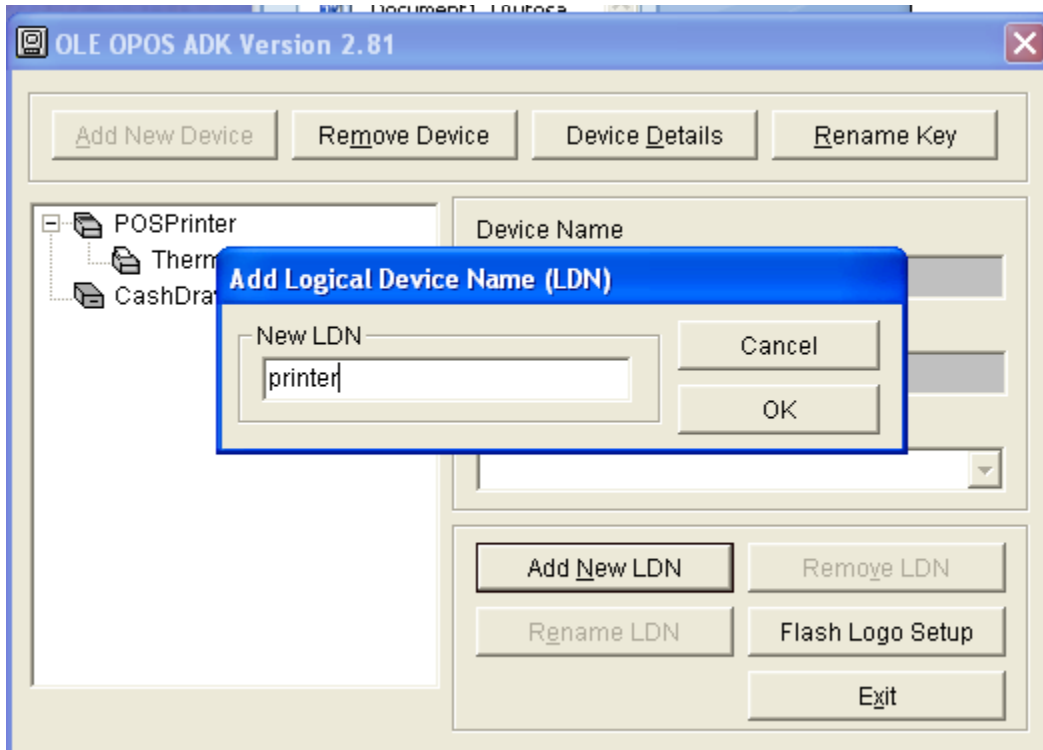 OLE OPOS ADK Version 2.81
Add New Device Remove Device Device Details Rename Key
POSPrinter
Device Name
Add Logical Device Name (LDN)
New LDN
printer
Cancel
OK
Add New LDN Remove LDN
Rename LDN Flash Logo Setup
Exit